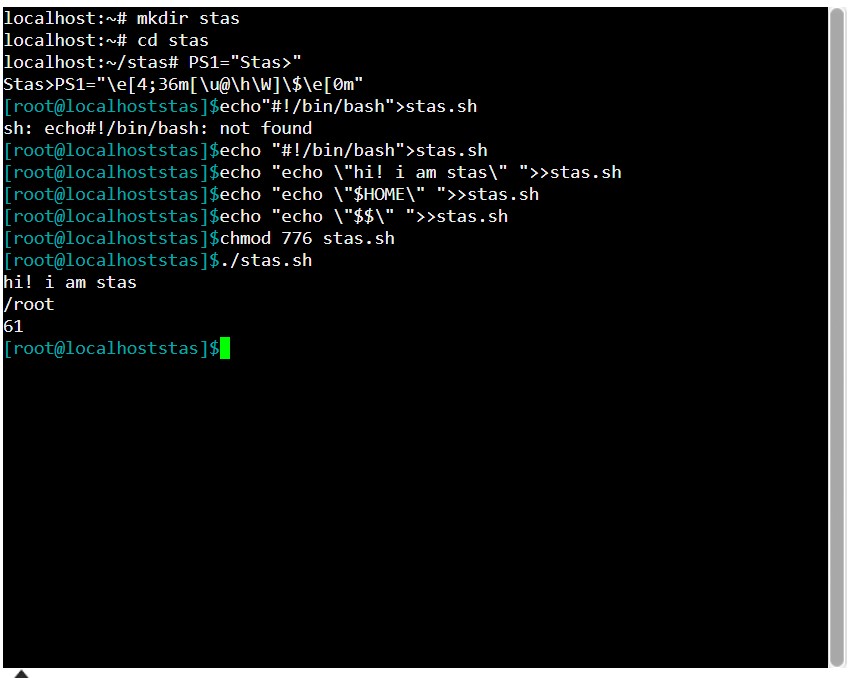 localhost:~# mkdir stas
localhost:~# cd stas
localhost:~/stas# PS1="Stas>"
Stas>PS1="\e[4;36m[\u@\h\W]\$\e[0m"
[root@localhoststas]$echo"#!/bin/bash">stas.sh
sh: echo#!/bin/bash: not found
[root@localhoststas]$echo "#!/bin/bash">stas.sh
[root@localhoststas]$echo "echo \"hi! i am stas\" ">>stas.sh
[root@localhoststas]$echo "echo \"$HOME\" ">>stas.sh
[root@localhoststas]$echo "echo \"$$\" ">>stas.sh
[root@localhoststas]$chmod 776 stas.sh
[root@localhoststas]$./stas.sh
hi! i am stas
/root
61
[root@localhoststas]$